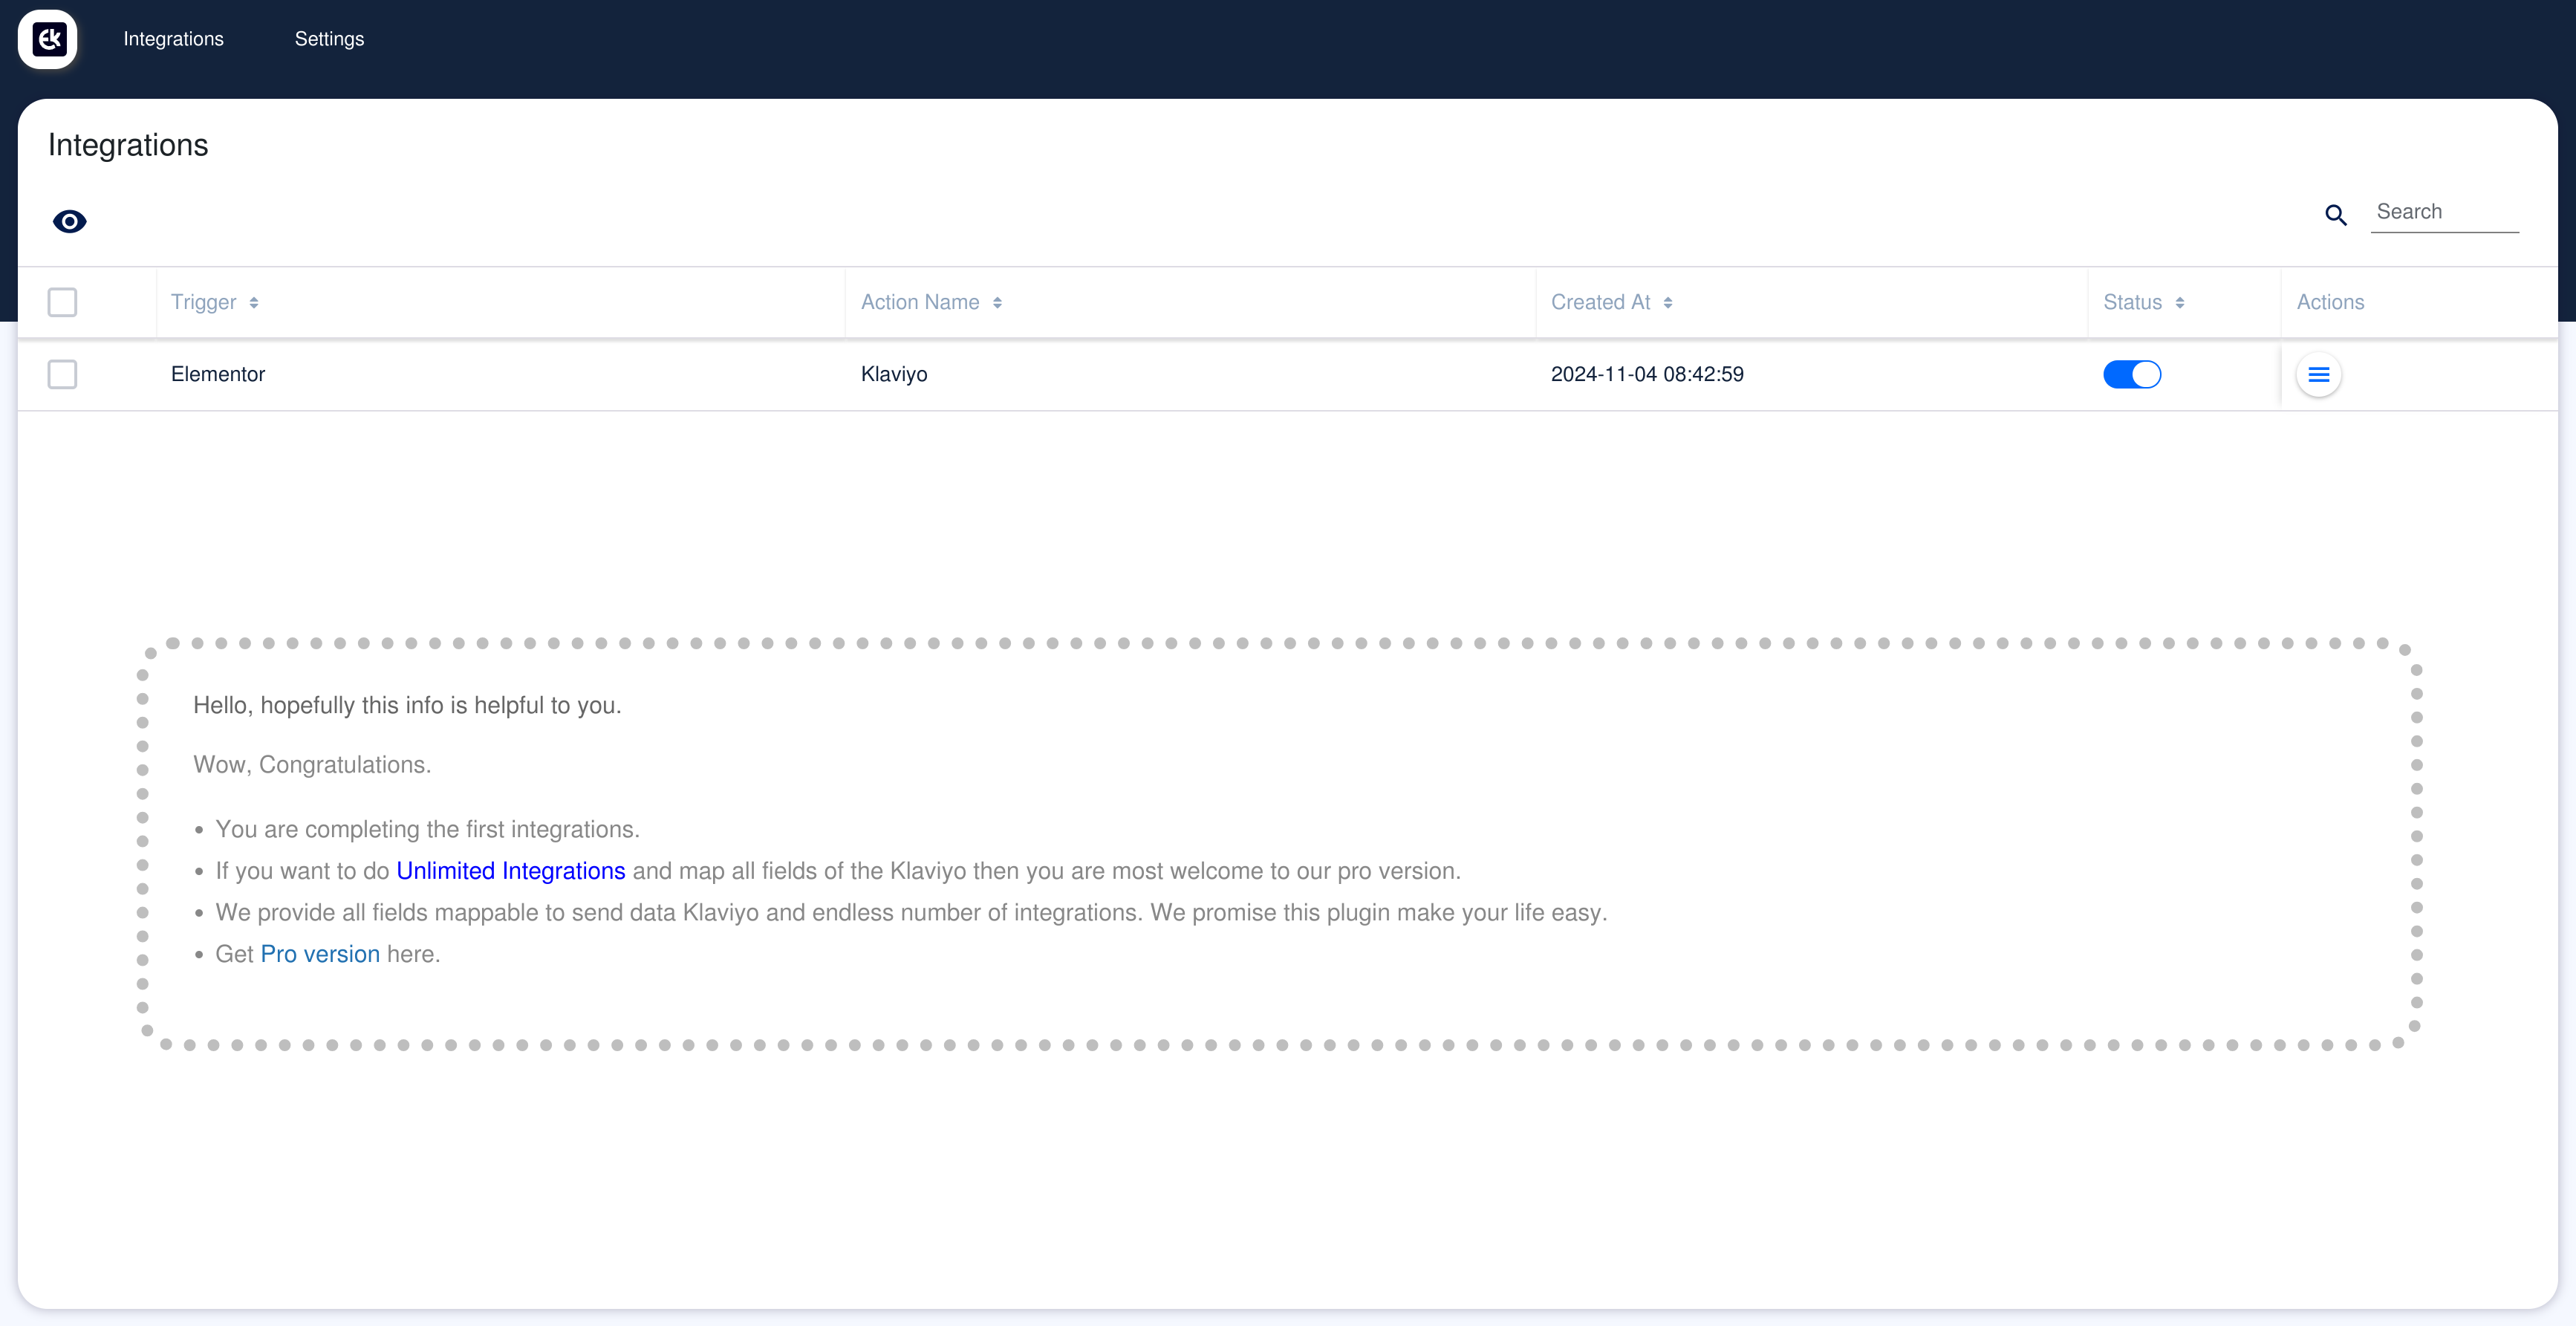 EK
Integrations
Settings
Integrations
Search
Trigger
Action Name
Created At
Status
Actions
Elementor
Klaviyo
2024-11-04 08:42:59
Hello, hopefully this info is helpful to you.
Wow, Congratulations.
• You are completing the first integrations.
• If you want to do Unlimited Integrations and map all fields of the Klaviyo then you are most welcome to our pro version.
• We provide all fields mappable to send data Klaviyo and endless number of integrations. We promise this plugin make your life easy.
• Get Pro version here.